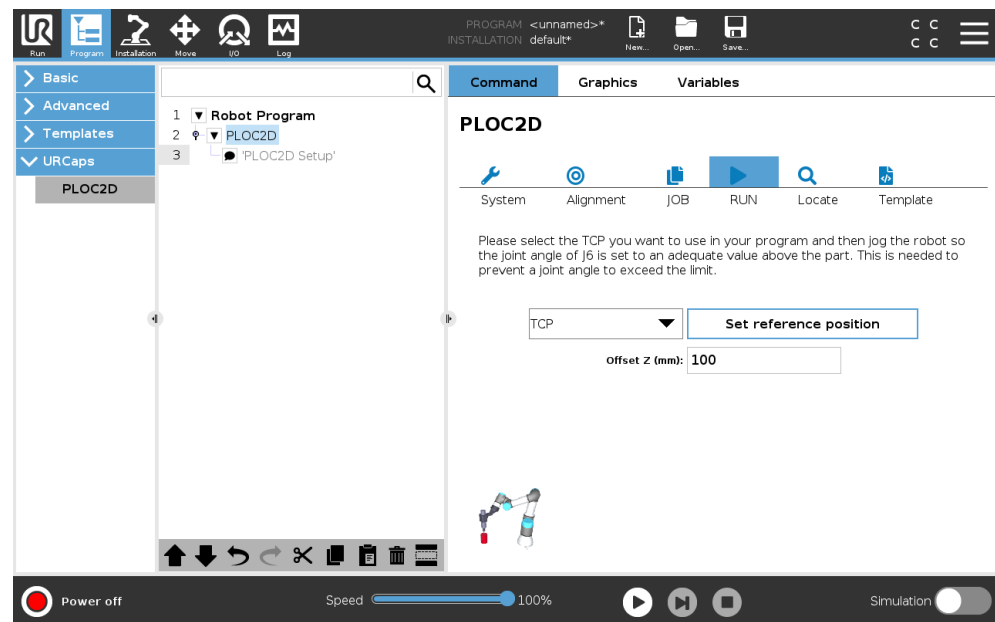 PROGRAM <unnamed>*
INSTALLATION default*
Run
Program
Installation
Move
I/O
Log
New...
Open...
Save...
C C
C C
Basic
Advanced
Templates
URCaps
PLOC2D
1 Robot Program
2 PLOC2D
3 'PLOC2D Setup'
Command
Graphics
Variables
PLOC2D
System
Alignment
JOB
RUN
Locate
Template
Please select the TCP you want to use in your program and then jog the robot so
the joint angle of J6 is set to an adequate value above the part. This is needed to
prevent a joint angle to exceed the limit.
TCP
Set reference position
Offset Z (mm): 100
Power off
Speed
100%
Simulation